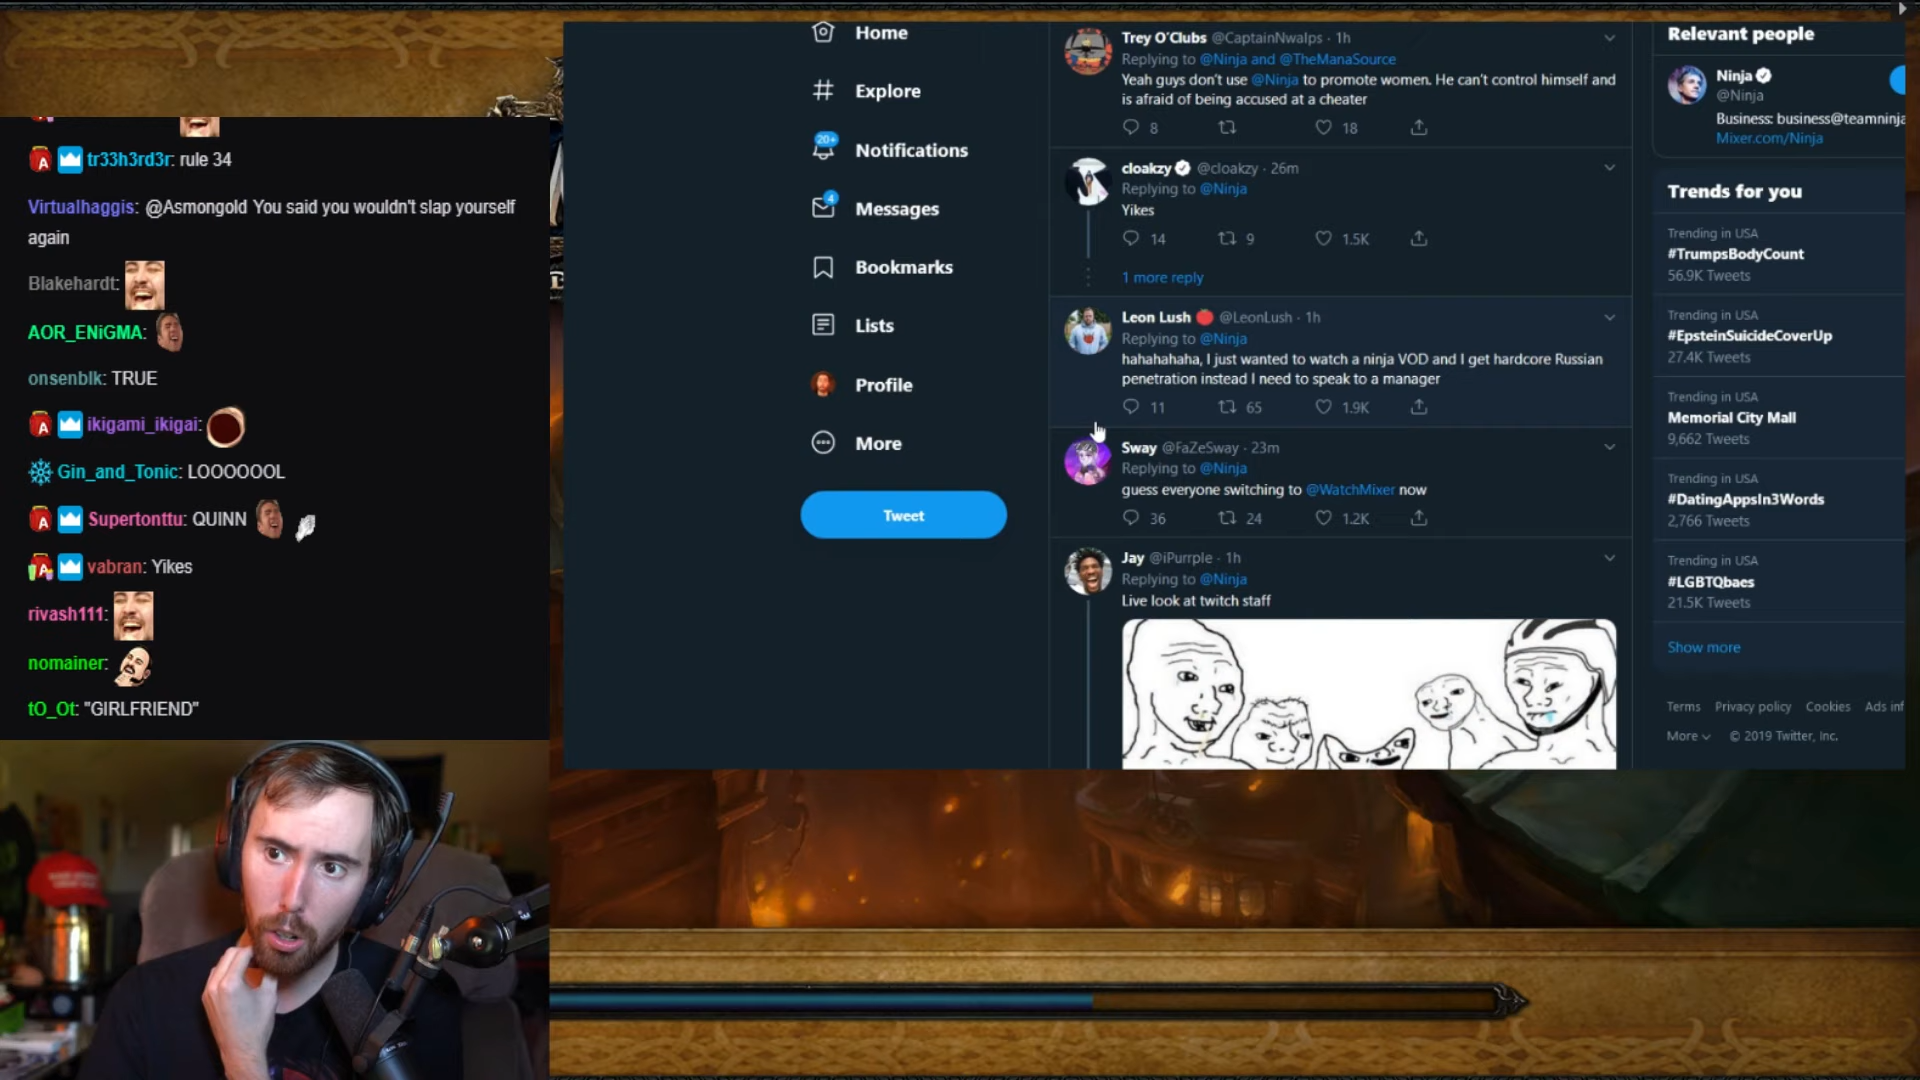 tr33h3rd3r: rule 34
Virtualhaggis: @Asmongold You said you wouldn't slap yourself
again
Blakehardt:
AOR_ENiGMA:
onsenblk: TRUE
ikigami_ikigai:
Gin_and_Tonic: LOOOOOOL
Supertonttu: QUINN
vabran: Yikes
rivash111:
nomainer:
tO_Ot: "GIRLFRIEND"
Home
Explore
20+
Notifications
4
Messages
Bookmarks
Lists
Profile
More
Tweet
Trey O'Clubs @CaptainNwalps · 1h
Replying to @Ninja and @TheManaSource
Yeah guys don't use @Ninja to promote women. He can't control himself and
is afraid of being accused at a cheater
8 18
cloakzy @cloakzy · 26m
Replying to @Ninja
Yikes
14 9 1.5K
1 more reply
Leon Lush @LeonLush · 1h
Replying to @Ninja
hahahahaha, I just wanted to watch a ninja VOD and I get hardcore Russian
penetration instead I need to speak to a manager
11 65 1.9K
Sway @FaZeSway · 23m
Replying to @Ninja
guess everyone switching to @WatchMixer now
36 24 1.2K
Jay @iPurrple · 1h
Replying to @Ninja
Live look at twitch staff
Relevant people
Ninja
@Ninja
Business: business@teamninja
Mixer.com/Ninja
Trends for you
Trending in USA
#TrumpsBodyCount
56.9K Tweets
Trending in USA
#EpsteinSuicideCoverUp
27.4K Tweets
Trending in USA
Memorial City Mall
9,662 Tweets
Trending in USA
#DatingAppsIn3Words
2,766 Tweets
Trending in USA
#LGBTQbaes
21.5K Tweets
Show more
Terms Privacy policy Cookies Ads inf
More © 2019 Twitter, Inc.